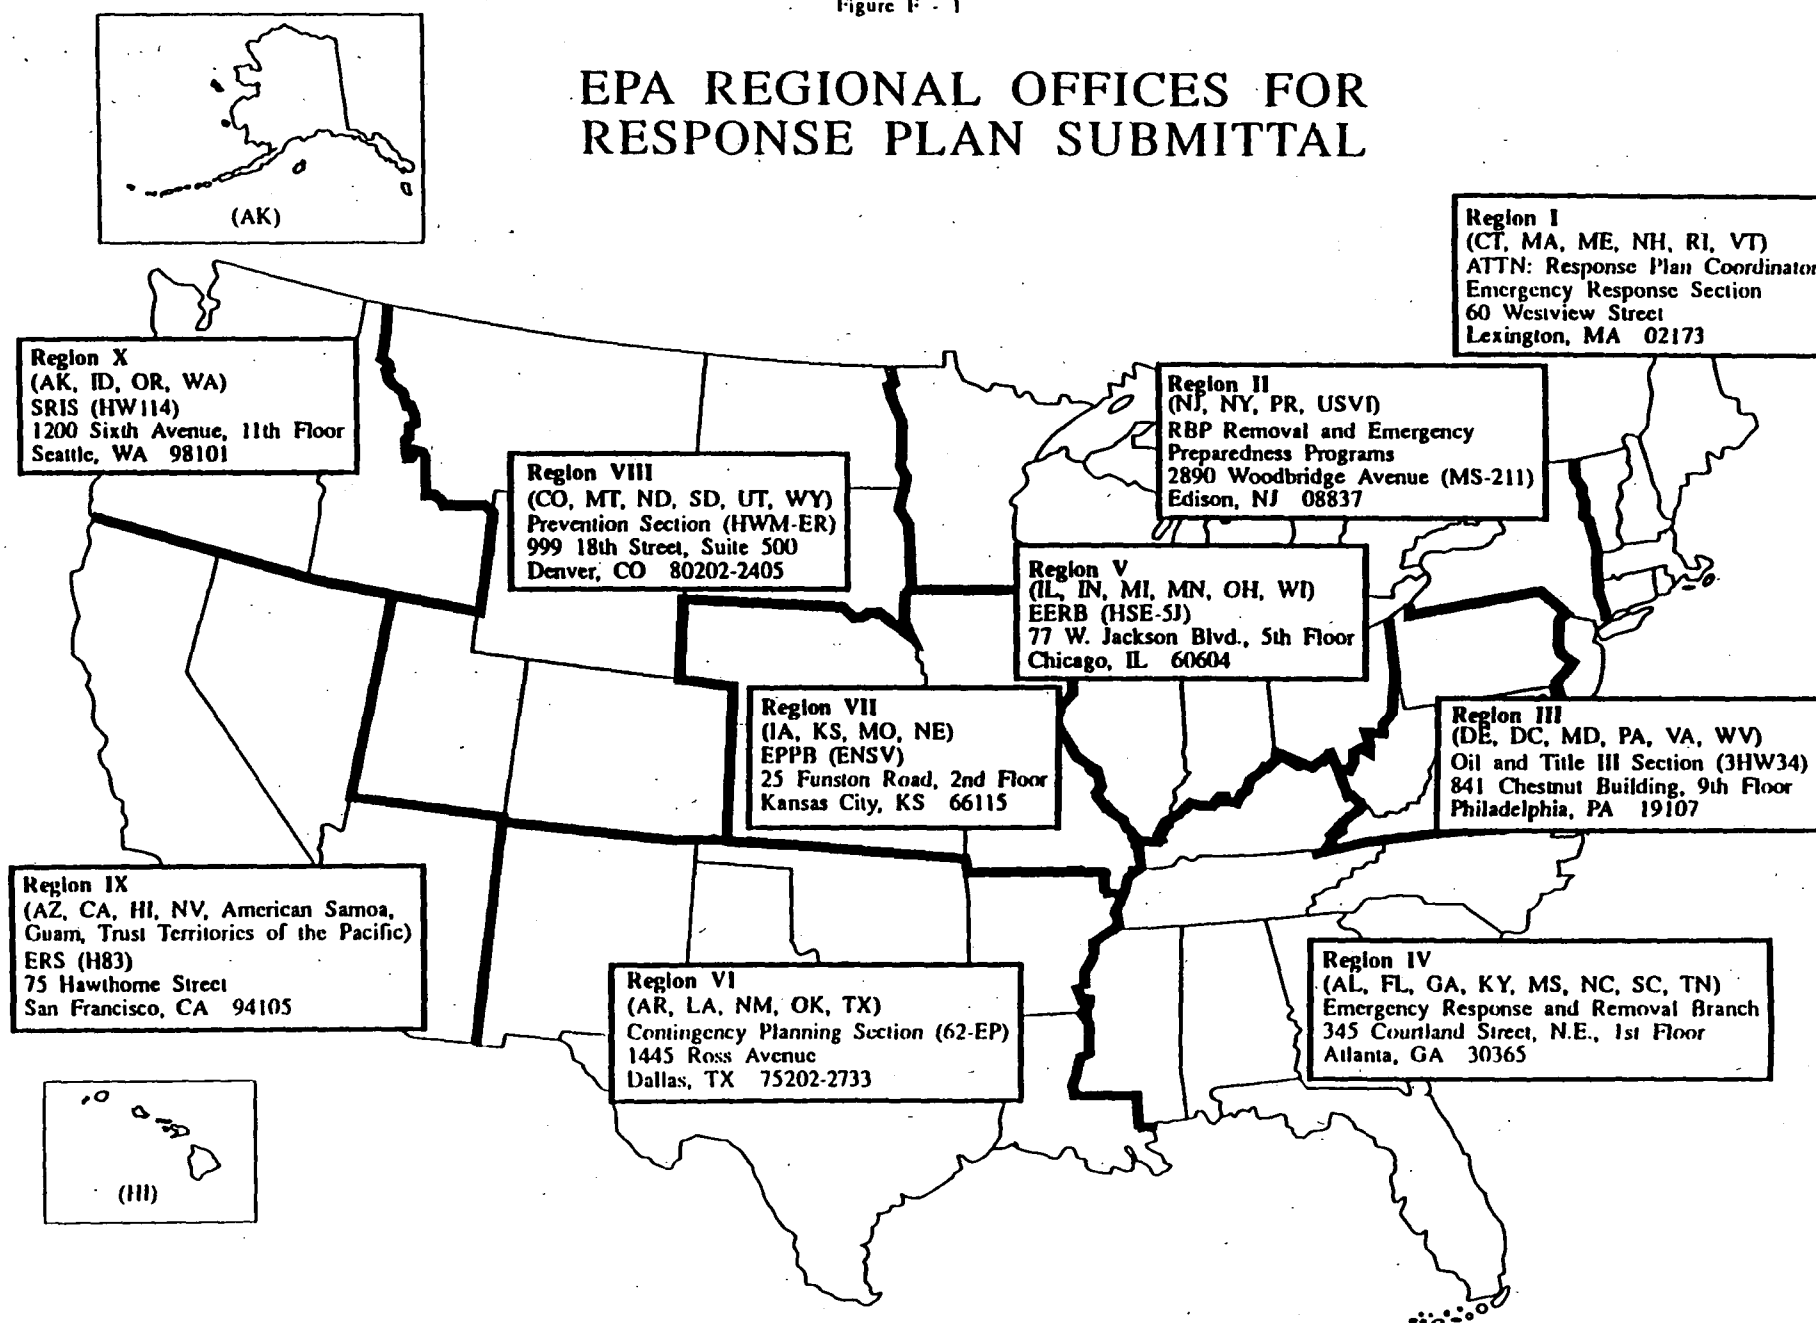 Figure F - 1
EPA REGIONAL OFFICES FOR
RESPONSE PLAN SUBMITTAL
(AK)
Region I
(CT, MA, ME, NH, RI, VT)
ATTN: Response Plan Coordinator
Emergency Response Section
60 Westview Street
Lexington, MA 02173
Region X
(AK, ID, OR, WA)
SRIS (HW114)
1200 Sixth Avenue, 11th Floor
Seattle, WA 98101
Region II
(NJ, NY, PR, USVI)
RBP Removal and Emergency
Preparedness Programs
2890 Woodbridge Avenue (MS-211)
Edison, NJ 08837
Region VIII
(CO, MT, ND, SD, UT, WY)
Prevention Section (HWM-ER)
999 18th Street, Suite 500
Denver, CO 80202-2405
Region V
(IL, IN, MI, MN, OH, WI)
EERB (HSE-5J)
77 W. Jackson Blvd., 5th Floor
Chicago, IL 60604
Region VII
(IA, KS, MO, NE)
EPPB (ENSV)
25 Funston Road, 2nd Floor
Kansas City, KS 66115
Region III
(DE, DC, MD, PA, VA, WV)
Oil and Title III Section (3HW34)
841 Chestnut Building, 9th Floor
Philadelphia, PA 19107
Region IX
(AZ, CA, HI, NV, American Samoa,
Guam, Trust Territories of the Pacific)
ERS (H83)
75 Hawthorne Street
San Francisco, CA 94105
Region VI
(AR, LA, NM, OK, TX)
Contingency Planning Section (62-EP)
1445 Ross Avenue
Dallas, TX 75202-2733
Region IV
(AL, FL, GA, KY, MS, NC, SC, TN)
Emergency Response and Removal Branch
345 Courtland Street, N.E., 1st Floor
Atlanta, GA 30365
(HI)